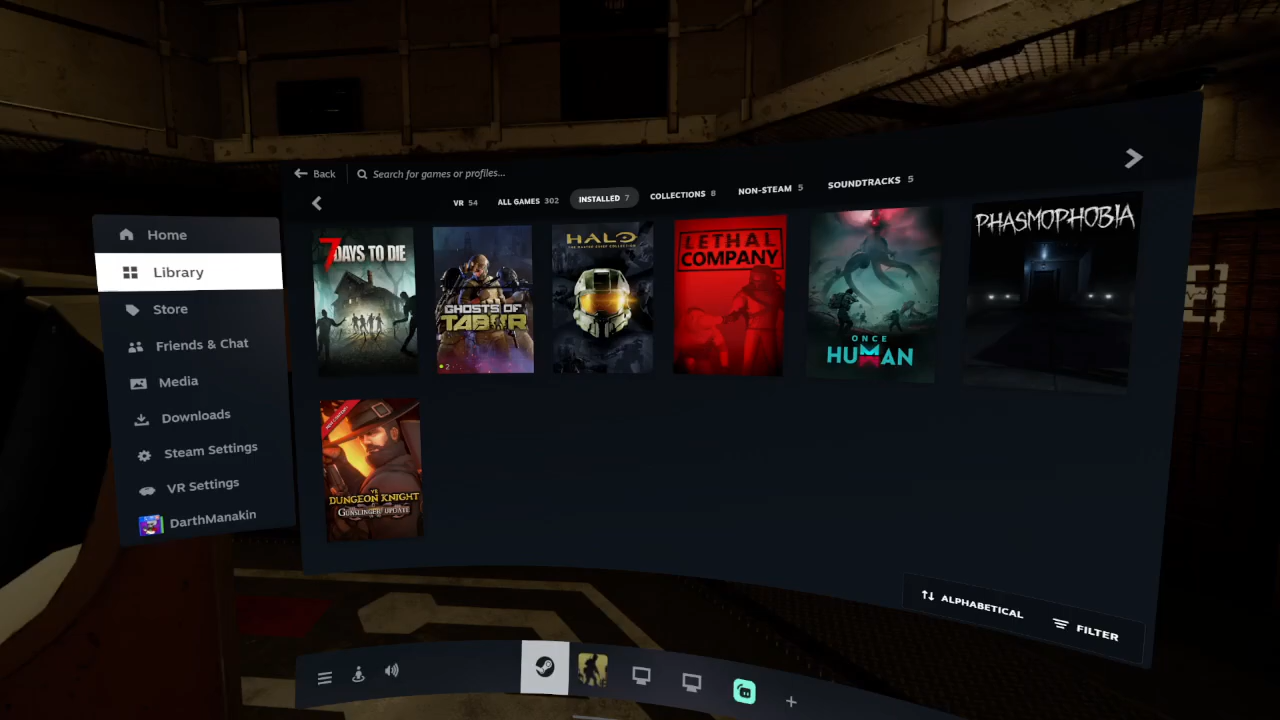 Back
Search for games or profiles...
VR 54
ALL GAMES 302
INSTALLED 7
COLLECTIONS 8
NON-STEAM 5
SOUNDTRACKS 5
Home
Library
Store
Friends & Chat
Media
Downloads
Steam Settings
VR Settings
DarthManakin
7 DAYS TO DIE
GHOSTS OF
TABOR
2
HALO
THE MASTER CHIEF COLLECTION
LETHAL
COMPANY
ONCE
HUMAN
PHASMOPHOBIA
VR
DUNGEON KNIGHT
GUNSLINGER UPDATE
ALPHABETICAL
FILTER